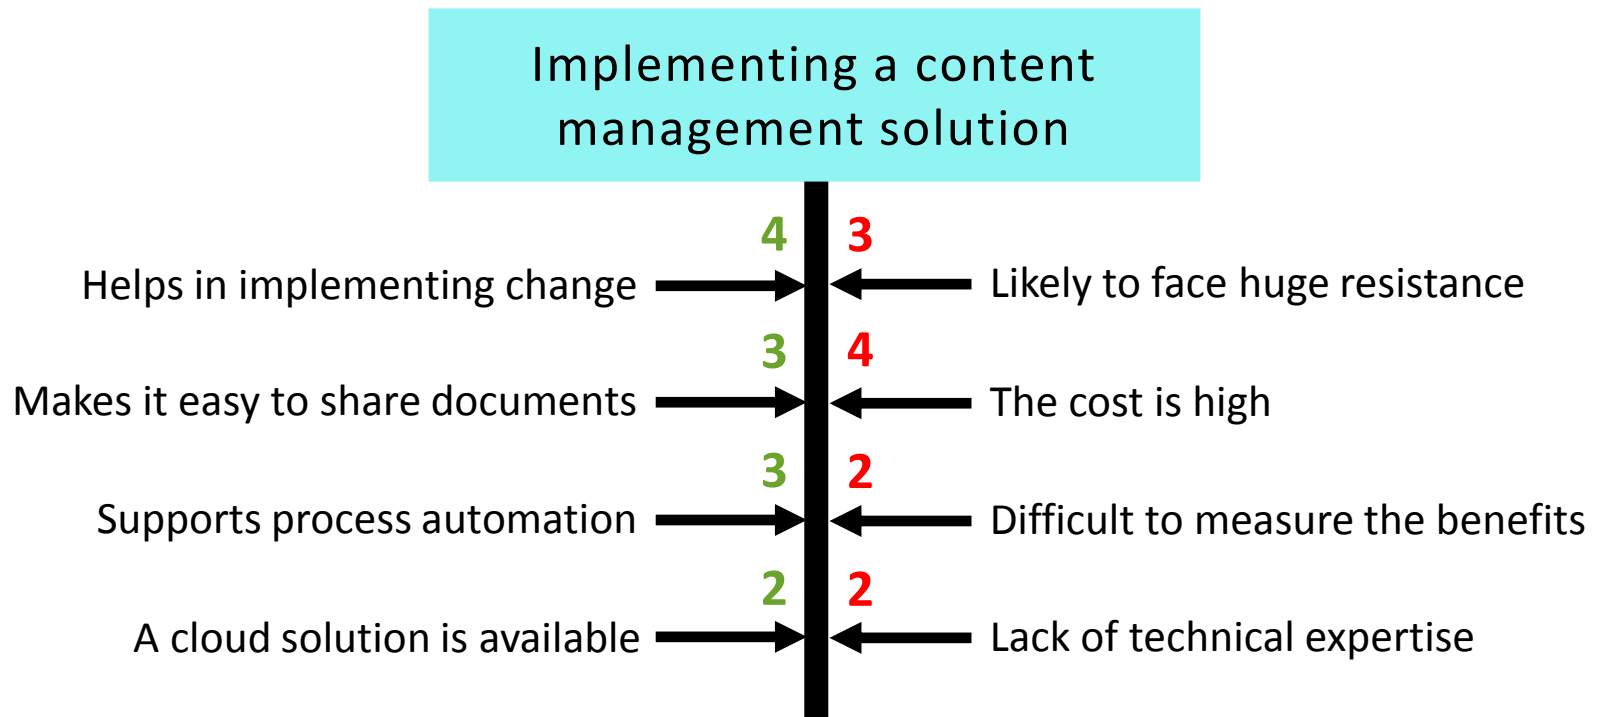 Implementing a content
management solution
4 3
Helps in implementing change Likely to face huge resistance
3 4
Makes it easy to share documents The cost is high
3 2
Supports process automation Difficult to measure the benefits
2 2
A cloud solution is available Lack of technical expertise